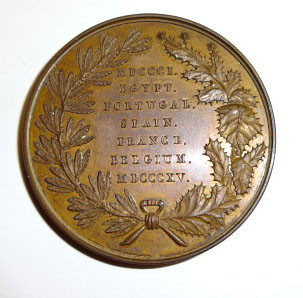 MDCCCI.
EGYPT.
PORTUGAL.
SPAIN.
FRANCE.
BELGIUM.
MDCCCXV.